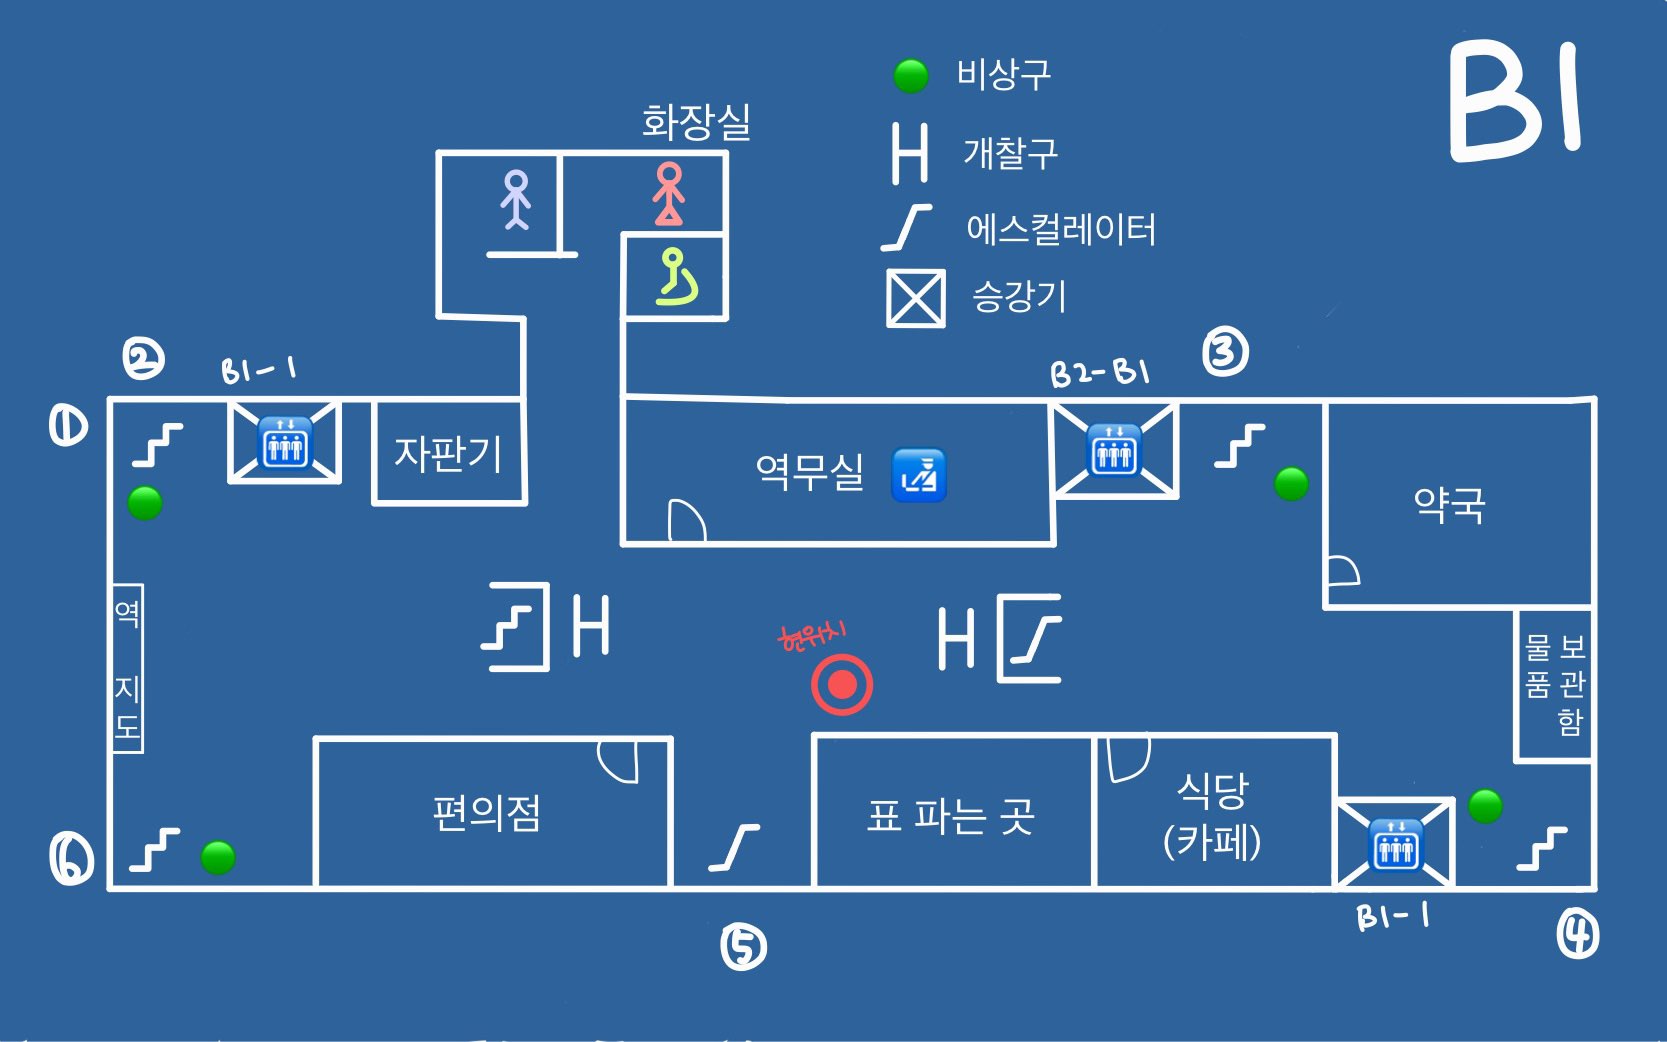 B1
비상구
개찰구
에스컬레이터
승강기
화장실
②
B1-1
B2-B1
③
①
자판기
역무실
약국
역 지도
현위치
물품 보관함
편의점
표 파는 곳
식당
(카페)
⑥
⑤
B1-1
④